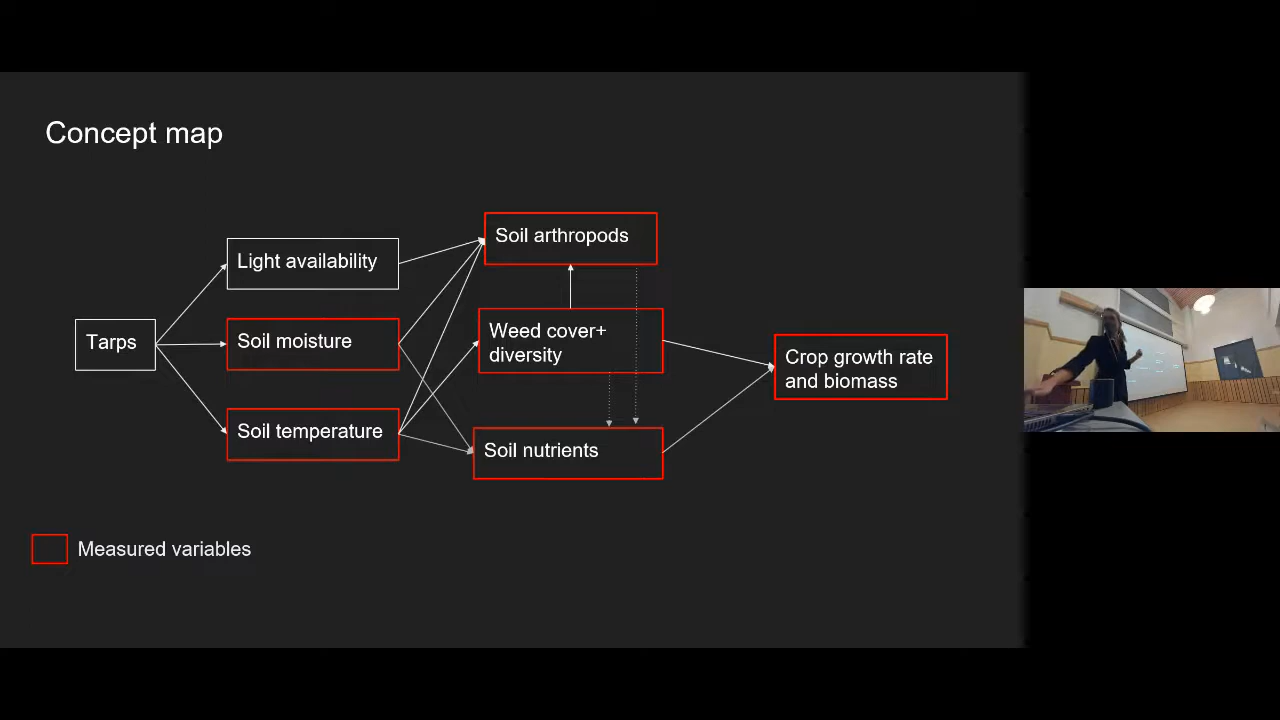 Concept map
Soil arthropods
Light availability
Tarps
Soil moisture
Weed cover+
diversity
Crop growth rate
and biomass
Soil temperature
Soil nutrients
Measured variables